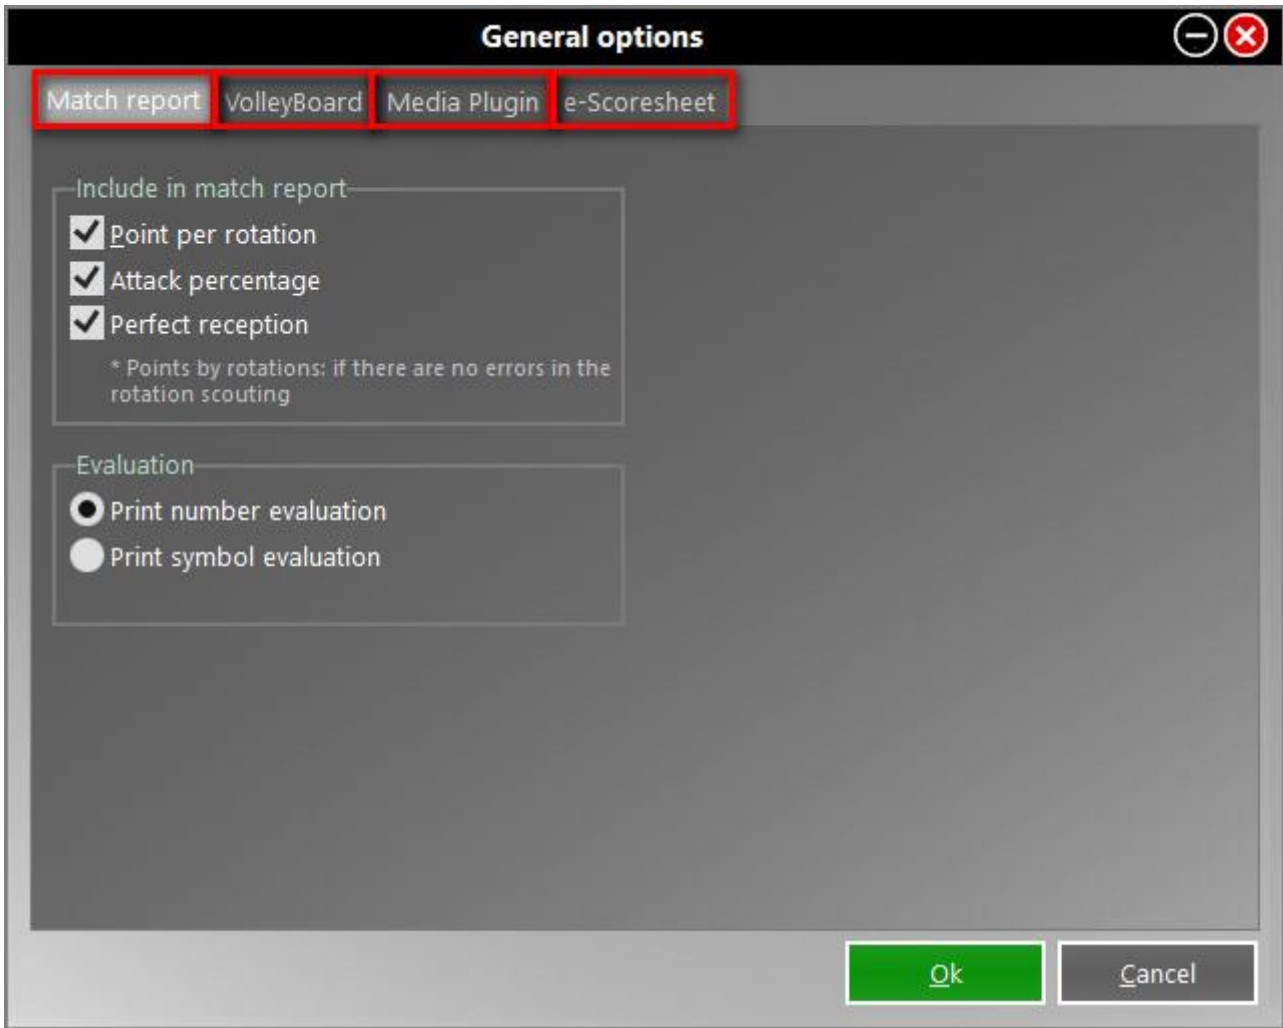 General options
Match report VolleyBoard Media Plugin e-Scoresheet
Include in match report
Point per rotation
Attack percentage
Perfect reception
* Points by rotations: if there are no errors in the
rotation scouting
Evaluation
Print number evaluation
Print symbol evaluation
Ok Cancel